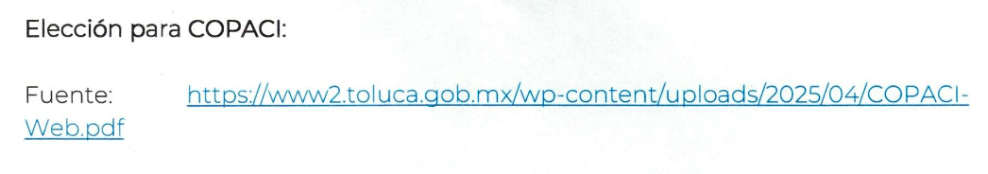 Elección para COPACI:
Fuente: https://www2.toluca.gob.mx/wp-content/uploads/2025/04/COPACI-
Web.pdf